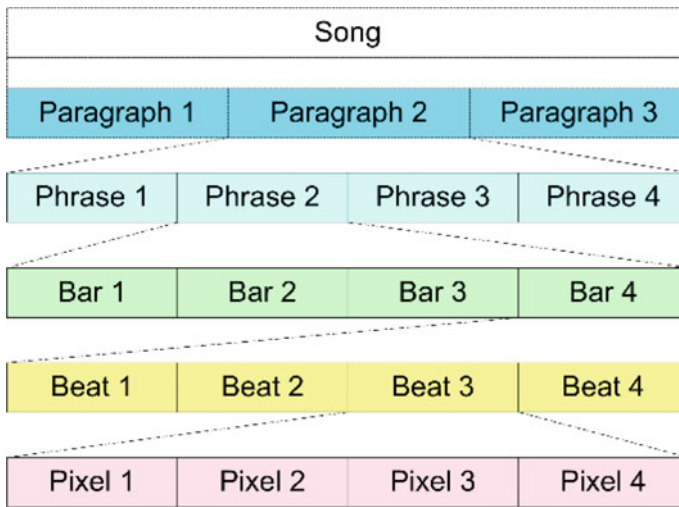 Song
Paragraph 1 Paragraph 2 Paragraph 3
Phrase 1 Phrase 2 Phrase 3 Phrase 4
Bar 1 Bar 2 Bar 3 Bar 4
Beat 1 Beat 2 Beat 3 Beat 4
Pixel 1 Pixel 2 Pixel 3 Pixel 4